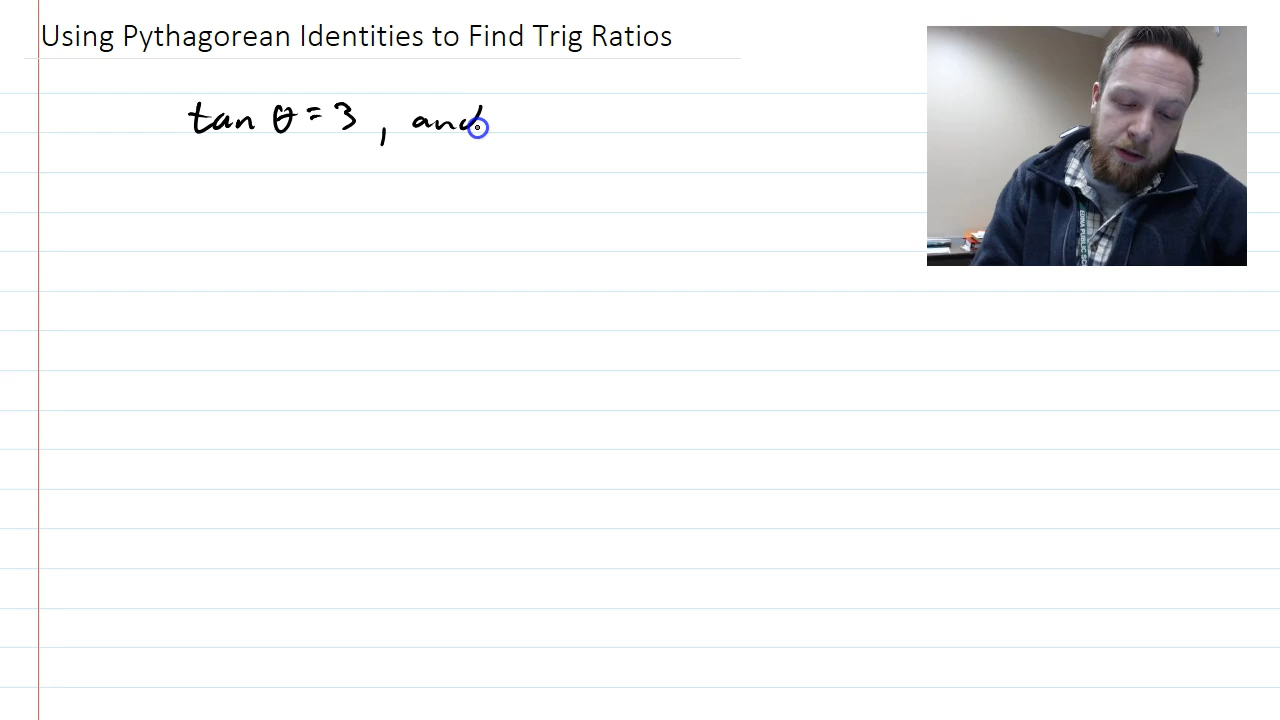 Using Pythagorean Identities to Find Trig Ratios
tan θ = 3 , and